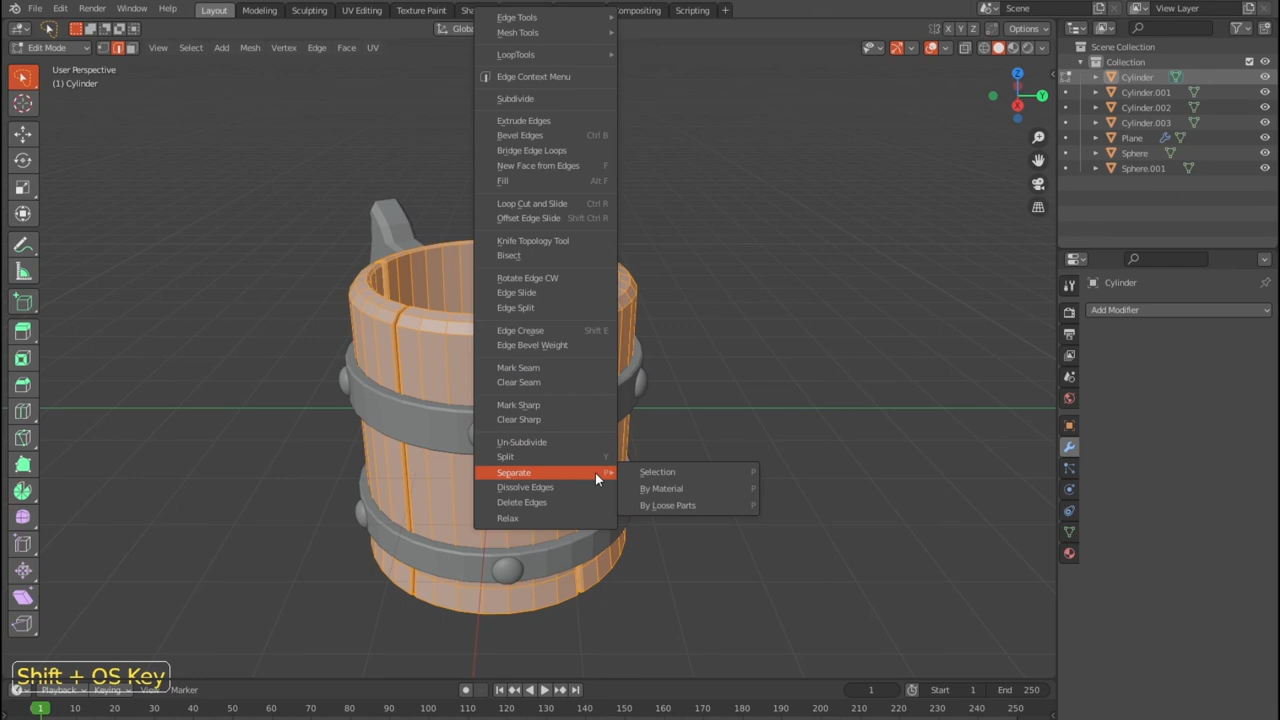 File Edit Render Window Help Layout Modeling Sculpting UV Editing Texture Paint Compositing Scripting + Scene View Layer
Edit Mode View Select Add Mesh Vertex Edge Face UV X Y Z Options
User Perspective
(1) Cylinder
Edge Tools
Mesh Tools
LoopTools
Edge Context Menu
Subdivide
Extrude Edges
Bevel Edges Ctrl B
Bridge Edge Loops
New Face from Edges F
Fill Alt F
Loop Cut and Slide Ctrl R
Offset Edge Slide Shift Ctrl R
Knife Topology Tool
Bisect
Rotate Edge CW
Edge Slide
Edge Split
Edge Crease Shift E
Edge Bevel Weight
Mark Seam
Clear Seam
Mark Sharp
Clear Sharp
Un-Subdivide
Split Y
Separate P
Dissolve Edges
Delete Edges
Relax
Selection P
By Material P
By Loose Parts P
Z
Y
X
Scene Collection
Collection
Cylinder
Cylinder.001
Cylinder.002
Cylinder.003
Plane
Sphere
Sphere.001
Cylinder
Add Modifier
Shift + OS Key
Playback Keying View Marker 1 Start 1 End 250
1 10 20 30 40 50 60 70 80 90 100 110 120 130 140 150 160 170 180 190 200 210 220 230 240 250